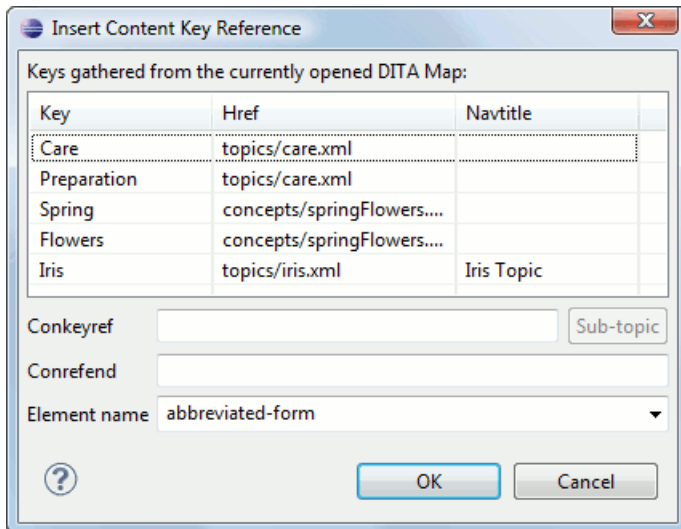 Insert Content Key Reference
Keys gathered from the currently opened DITA Map:
Key Href Navtitle
Care topics/care.xml
Preparation topics/care.xml
Spring concepts/springFlowers....
Flowers concepts/springFlowers....
Iris topics/iris.xml Iris Topic
Conkeyref Sub-topic
Conrefend
Element name abbreviated-form
? OK Cancel